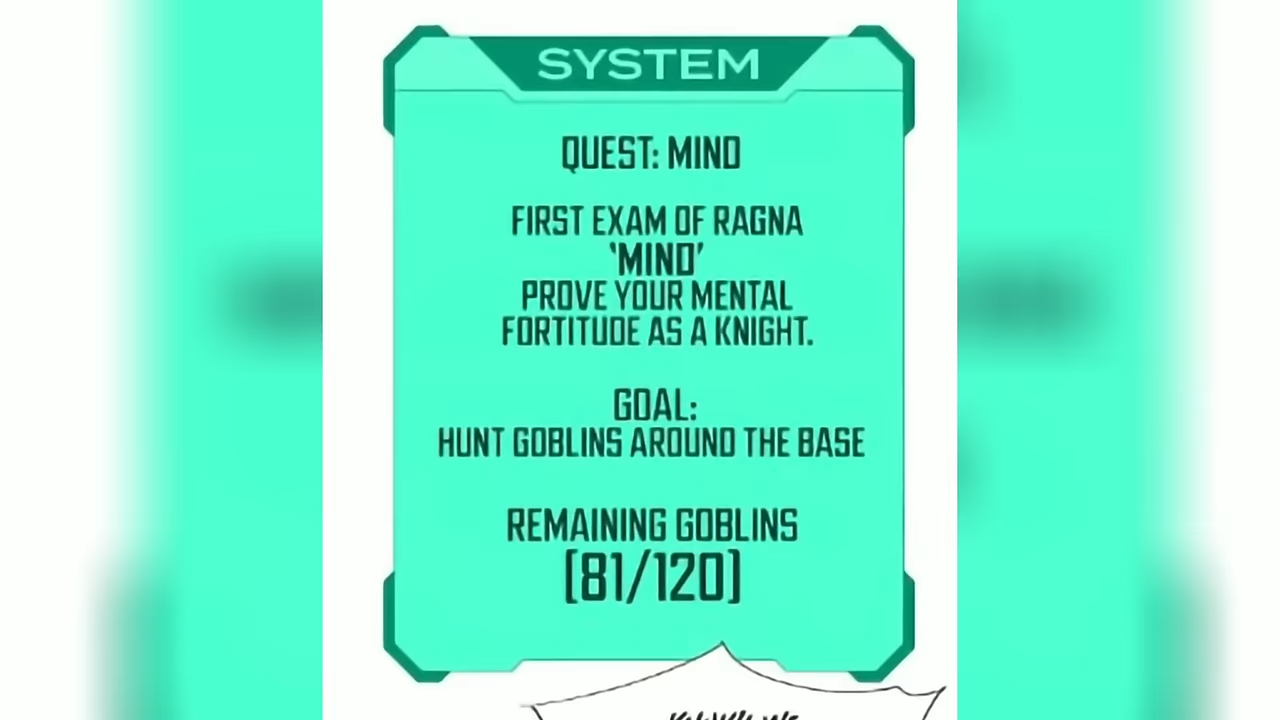 SYSTEM
QUEST: MIND
FIRST EXAM OF RAGNA
'MIND'
PROVE YOUR MENTAL
FORTITUDE AS A KNIGHT.
GOAL:
HUNT GOBLINS AROUND THE BASE
REMAINING GOBLINS
[81/120]